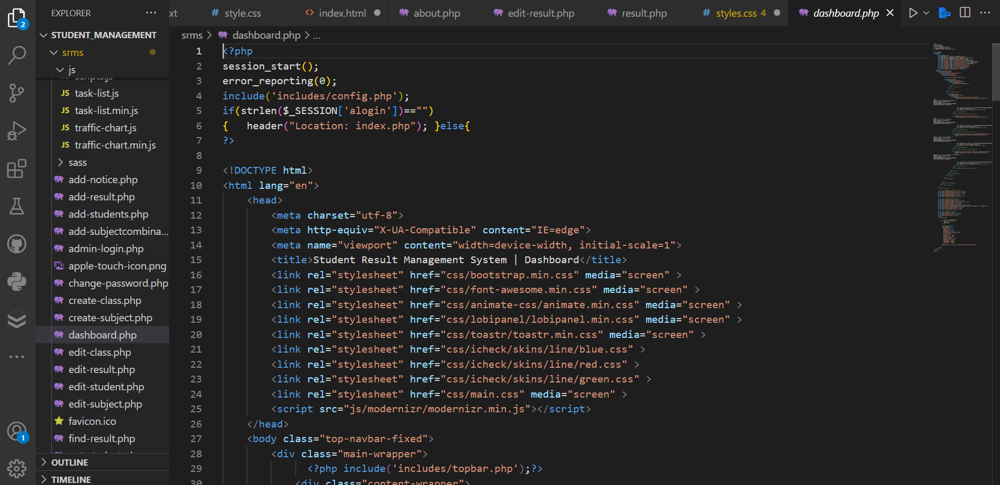 EXPLORER
···
xt
# style.css
<> index.html
about.php
edit-result.php
result.php
# styles.css 4
dashboard.php
PHP
···
2
STUDENT_MANAGEMENT
srms
js
scripts.js
JS task-list.js
JS task-list.min.js
JS traffic-chart.js
JS traffic-chart.min.js
sass
add-notice.php
add-result.php
add-students.php
add-subjectcombina...
admin-login.php
apple-touch-icon.png
change-password.php
create-class.php
create-subject.php
dashboard.php
edit-class.php
edit-result.php
edit-student.php
edit-subject.php
favicon.ico
find-result.php
OUTLINE
TIMELINE
1
srms > dashboard.php > ...
1 <?php
2 session_start();
3 error_reporting(0);
4 include('includes/config.php');
5 if(strlen($_SESSION['alogin'])=="")
6 {   header("Location: index.php"); }else{
7 ?>
8
9 <!DOCTYPE html>
10 <html lang="en">
11     <head>
12         <meta charset="utf-8">
13         <meta http-equiv="X-UA-Compatible" content="IE=edge">
14         <meta name="viewport" content="width=device-width, initial-scale=1">
15         <title>Student Result Management System | Dashboard</title>
16         <link rel="stylesheet" href="css/bootstrap.min.css" media="screen" >
17         <link rel="stylesheet" href="css/font-awesome.min.css" media="screen" >
18         <link rel="stylesheet" href="css/animate-css/animate.min.css" media="screen" >
19         <link rel="stylesheet" href="css/lobipanel/lobipanel.min.css" media="screen" >
20         <link rel="stylesheet" href="css/toastr/toastr.min.css" media="screen" >
21         <link rel="stylesheet" href="css/icheck/skins/line/blue.css" >
22         <link rel="stylesheet" href="css/icheck/skins/line/red.css" >
23         <link rel="stylesheet" href="css/icheck/skins/line/green.css" >
24         <link rel="stylesheet" href="css/main.css" media="screen" >
25         <script src="js/modernizr/modernizr.min.js"></script>
26     </head>
27     <body class="top-navbar-fixed">
28         <div class="main-wrapper">
29               <?php include('includes/topbar.php');?>
30             <div class="content-wrapper">